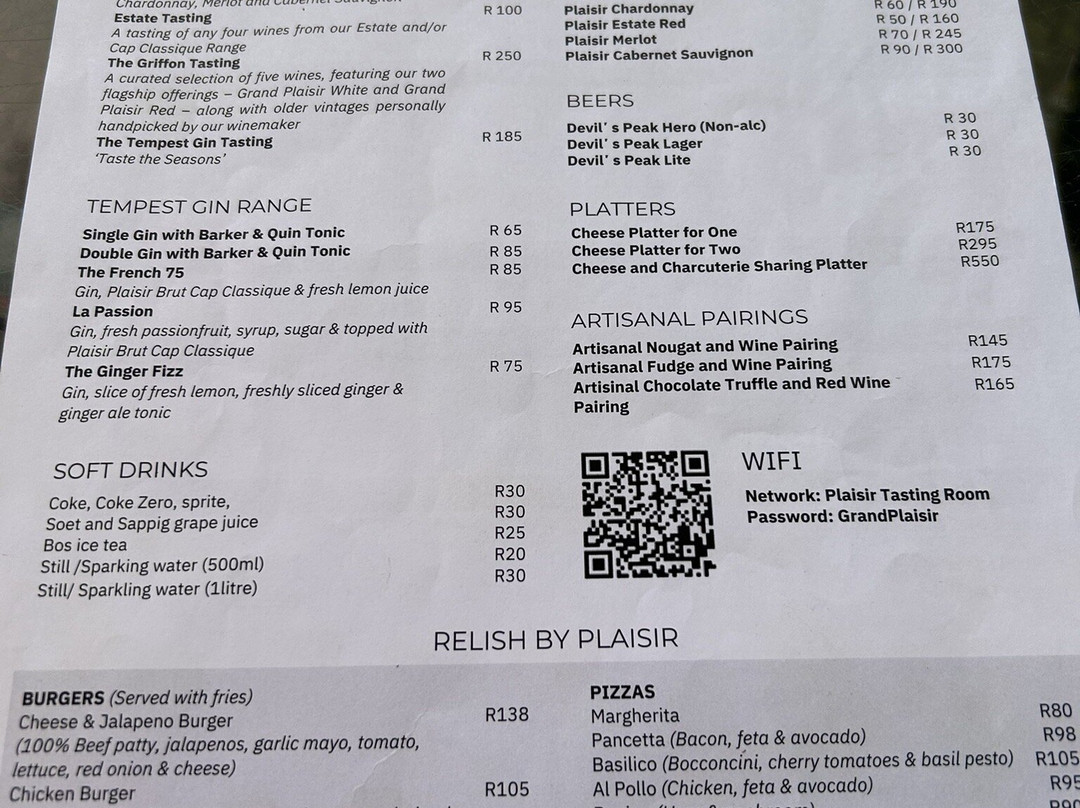 Chardonnay, Merlot and Cabernet Sauvignon
Estate Tasting R 100
A tasting of any four wines from our Estate and/or
Cap Classique Range
The Griffon Tasting R 250
A curated selection of five wines, featuring our two
flagship offerings – Grand Plaisir White and Grand
Plaisir Red – along with older vintages personally
handpicked by our winemaker
The Tempest Gin Tasting R 185
‘Taste the Seasons’
TEMPEST GIN RANGE
Single Gin with Barker & Quin Tonic R 65
Double Gin with Barker & Quin Tonic R 85
The French 75 R 85
Gin, Plaisir Brut Cap Classique & fresh lemon juice
La Passion R 95
Gin, fresh passionfruit, syrup, sugar & topped with
Plaisir Brut Cap Classique
The Ginger Fizz R 75
Gin, slice of fresh lemon, freshly sliced ginger &
ginger ale tonic
SOFT DRINKS
Coke, Coke Zero, sprite, R30
Soet and Sappig grape juice R30
Bos ice tea R25
Still /Sparking water (500ml) R20
Still/ Sparkling water (1litre) R30
Plaisir Chardonnay R 60 / R 190
Plaisir Estate Red R 50 / R 160
Plaisir Merlot R 70 / R 245
Plaisir Cabernet Sauvignon R 90 / R 300
BEERS
Devil’ s Peak Hero (Non-alc) R 30
Devil’ s Peak Lager R 30
Devil’ s Peak Lite R 30
PLATTERS
Cheese Platter for One R175
Cheese Platter for Two R295
Cheese and Charcuterie Sharing Platter R550
ARTISANAL PAIRINGS
Artisanal Nougat and Wine Pairing R145
Artisanal Fudge and Wine Pairing R175
Artisinal Chocolate Truffle and Red Wine R165
Pairing
WIFI
Network: Plaisir Tasting Room
Password: GrandPlaisir
RELISH BY PLAISIR
BURGERS (Served with fries)
Cheese & Jalapeno Burger R138
(100% Beef patty, jalapenos, garlic mayo, tomato,
lettuce, red onion & cheese)
Chicken Burger R105
PIZZAS
Margherita R80
Pancetta (Bacon, feta & avocado) R98
Basilico (Bocconcini, cherry tomatoes & basil pesto) R105
Al Pollo (Chicken, feta & avocado) R95